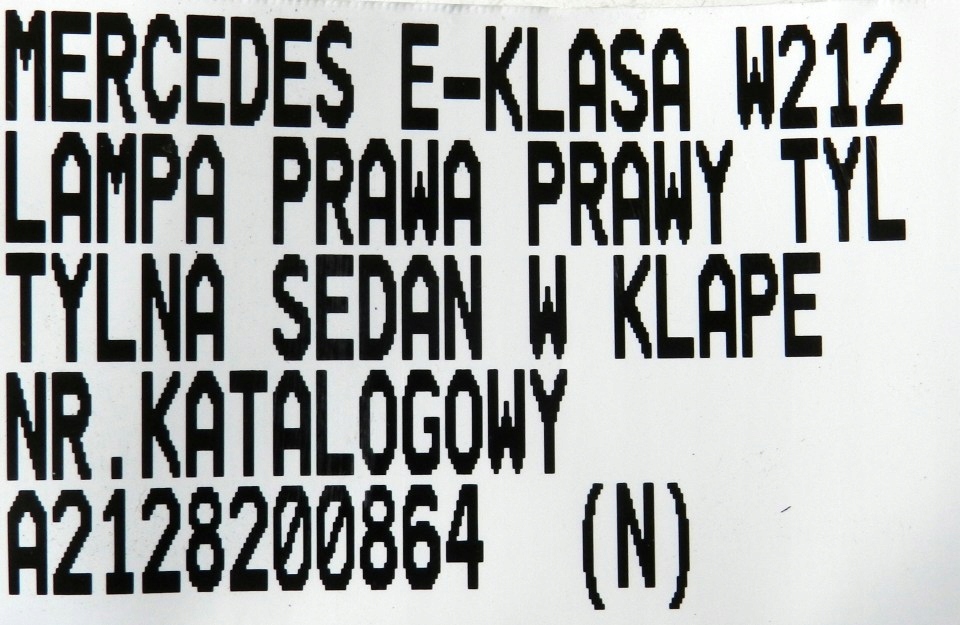 MERCEDES E-KLASA W212
LAMPA PRAWA PRAWY TYL
TYLNA SEDAN W KLAPE
NR.KATALOGOWY
A2128200864 (N)